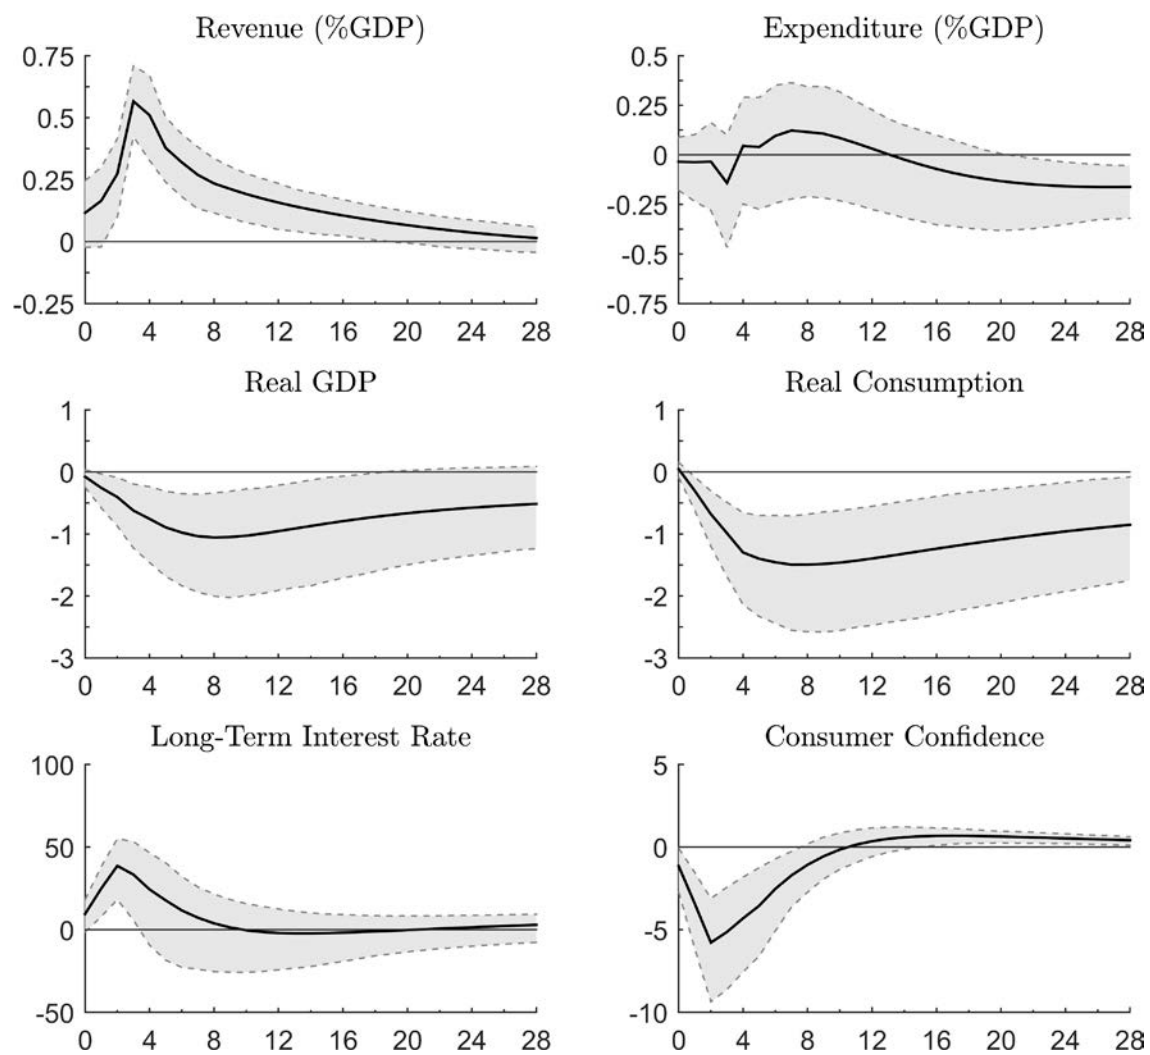 Revenue (%GDP)
0.75
0.5
0.25
0
-0.25
0 4 8 12 16 20 24 28
Expenditure (%GDP)
0.5
0.25
0
-0.25
-0.5
-0.75
0 4 8 12 16 20 24 28
Real GDP
1
0
-1
-2
-3
0 4 8 12 16 20 24 28
Real Consumption
1
0
-1
-2
-3
0 4 8 12 16 20 24 28
Long-Term Interest Rate
100
50
0
-50
0 4 8 12 16 20 24 28
Consumer Confidence
5
0
-5
-10
0 4 8 12 16 20 24 28